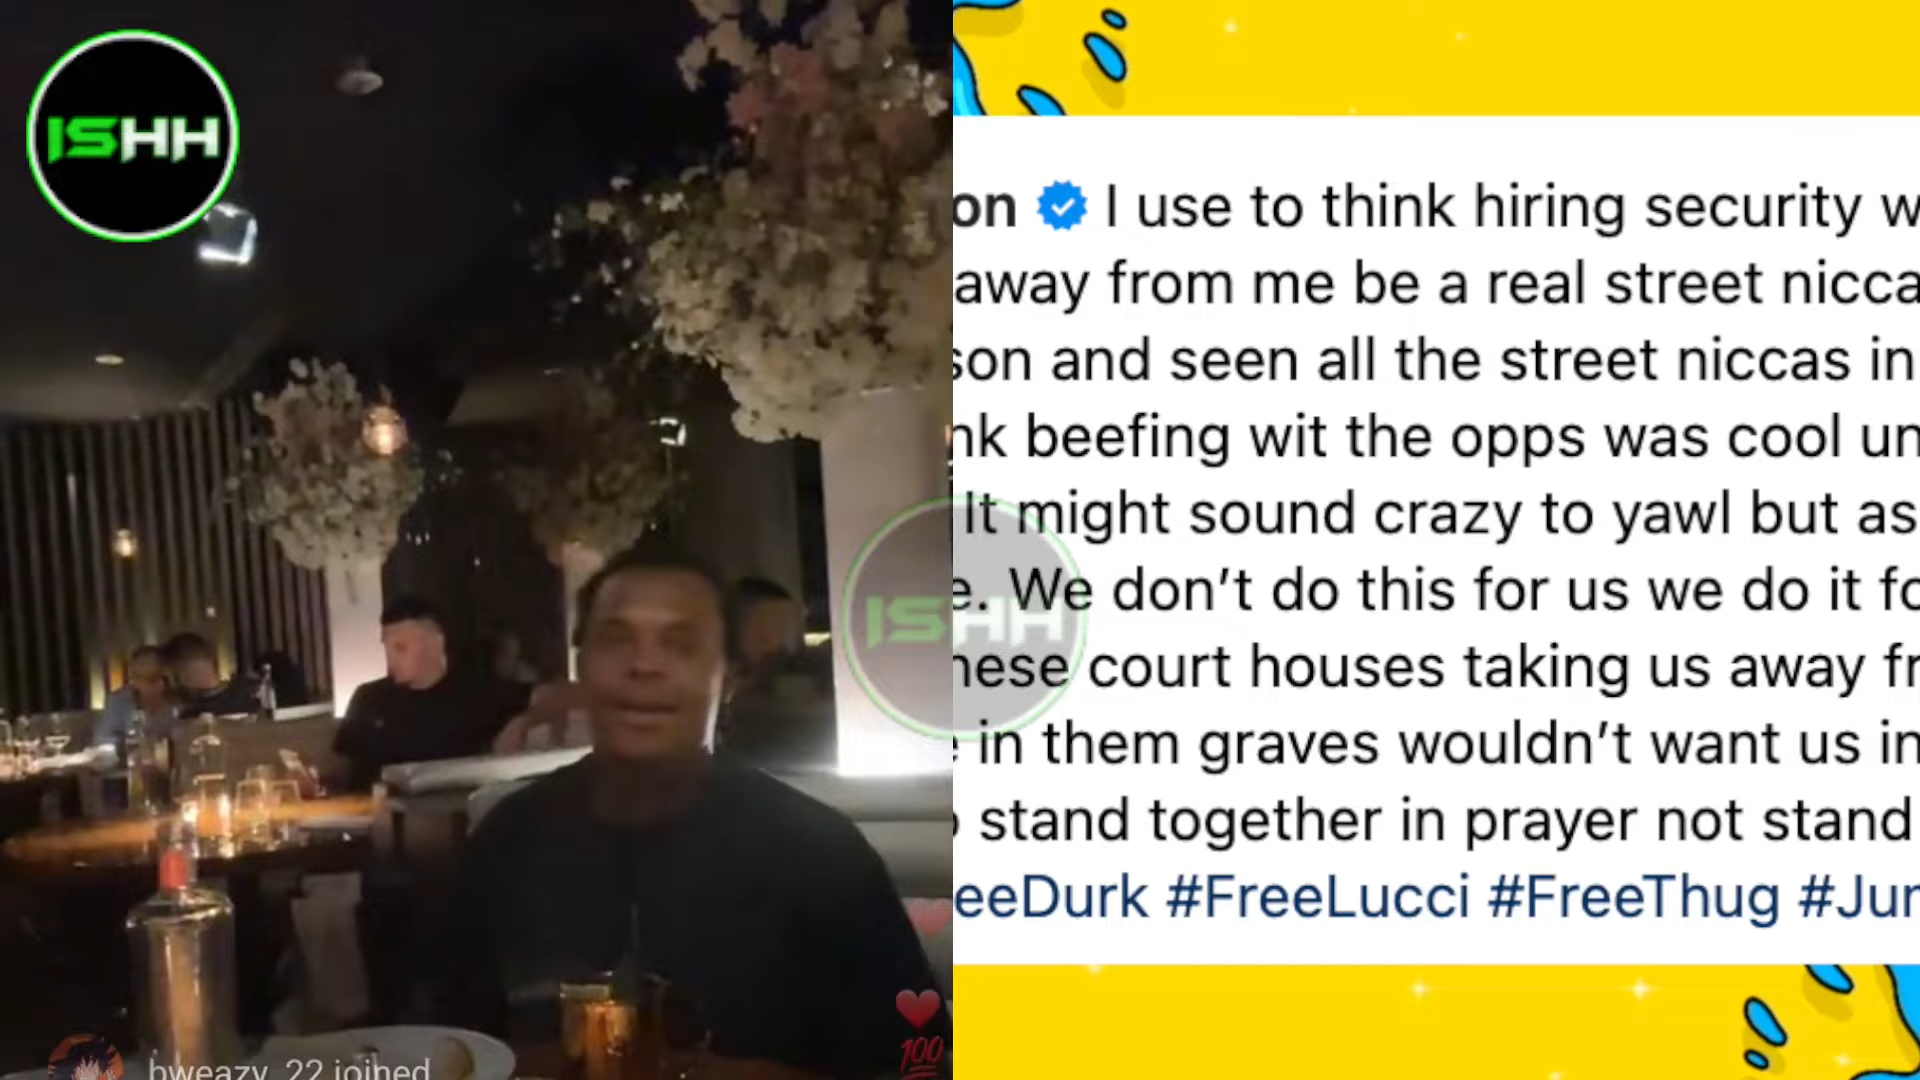 ISHH
on I use to think hiring security w
away from me be a real street nicca
son and seen all the street niccas in
nk beefing wit the opps was cool un
It might sound crazy to yawl but as
e. We don't do this for us we do it fo
hese court houses taking us away fr
e in them graves wouldn't want us in
o stand together in prayer not stand
eeDurk #FreeLucci #FreeThug #Jun
ISHH
100
bweazy_22 joined